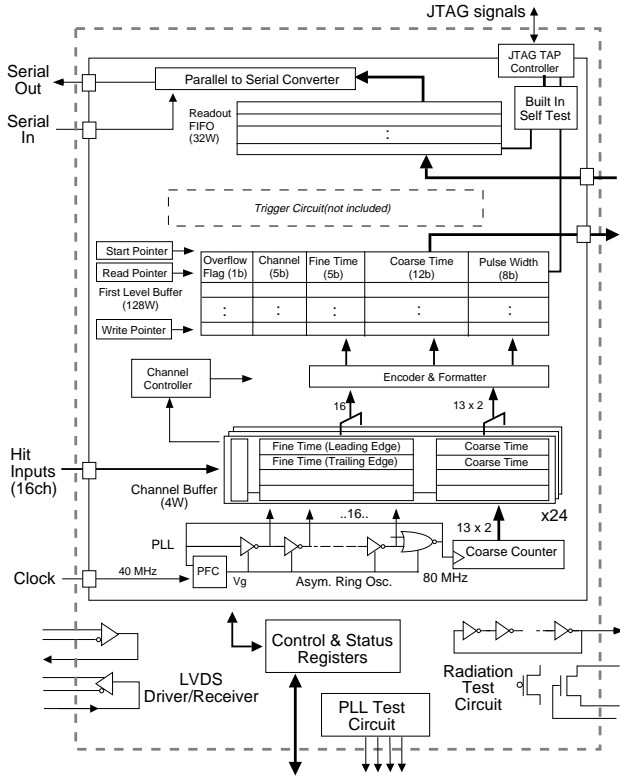 JTAG signals
JTAG TAP
Controller
Serial
Out
Parallel to Serial Converter
Built In
Self Test
Serial
In
Readout
FIFO
(32W)
:
Trigger Circuit(not included)
Start Pointer
Read Pointer
First Level Buffer
(128W)
Write Pointer
Overflow
Flag (1b)
Channel
(5b)
Fine Time
(5b)
Coarse Time
(12b)
Pulse Width
(8b)
: : : : :
Channel
Controller
Encoder & Formatter
16
13 x 2
Hit
Inputs
(16ch)
Fine Time (Leading Edge)
Coarse Time
Fine Time (Trailing Edge)
Coarse Time
Channel Buffer
(4W)
x24
..16..
13 x 2
PLL
Coarse Counter
Clock
40 MHz
PFC
Vg
Asym. Ring Osc.
80 MHz
Control & Status
Registers
LVDS
Driver/Receiver
PLL Test
Circuit
Radiation
Test
Circuit